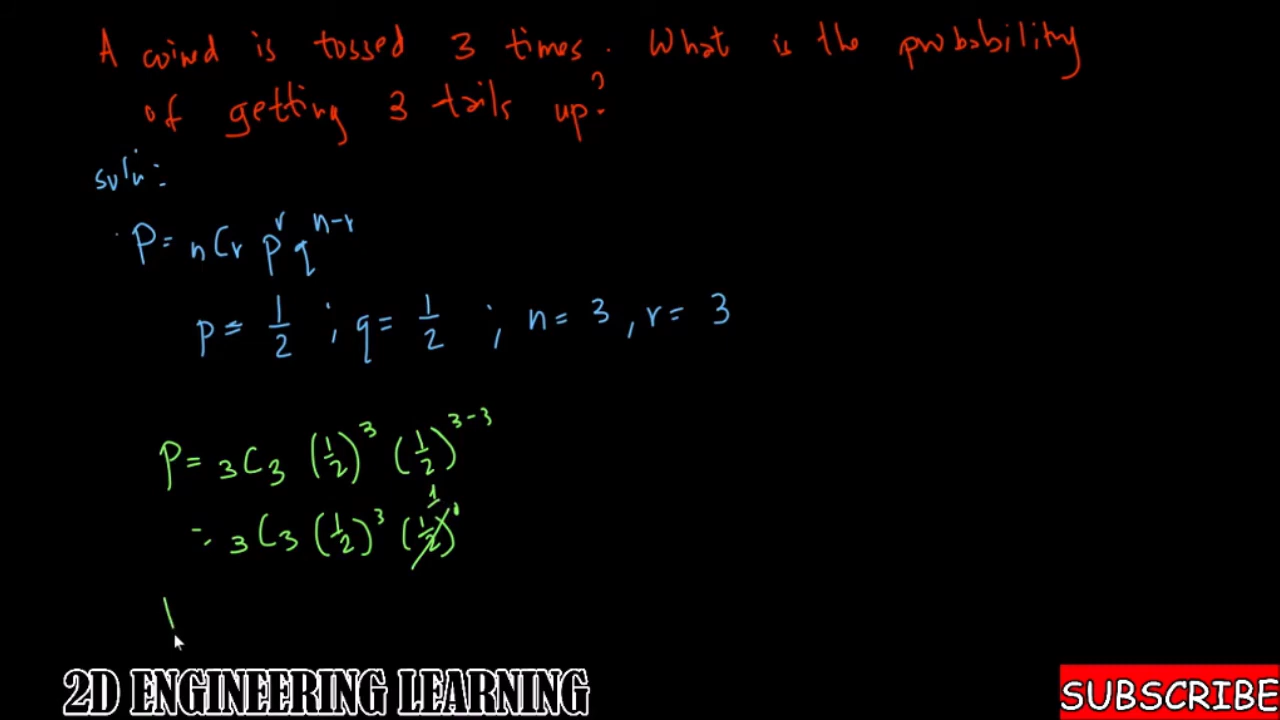 A coind is tossed 3 times. What is the probability
of getting 3 tails up?
sol'n:
P= nCr p^r q^n-r
p= 1/2 ; q= 1/2 ; n= 3, r= 3
P= 3C3 (1/2)^3 (1/2)^3-3
= 3C3 (1/2)^3 (1/2)^0 1
2D ENGINEERING LEARNING
SUBSCRIBE